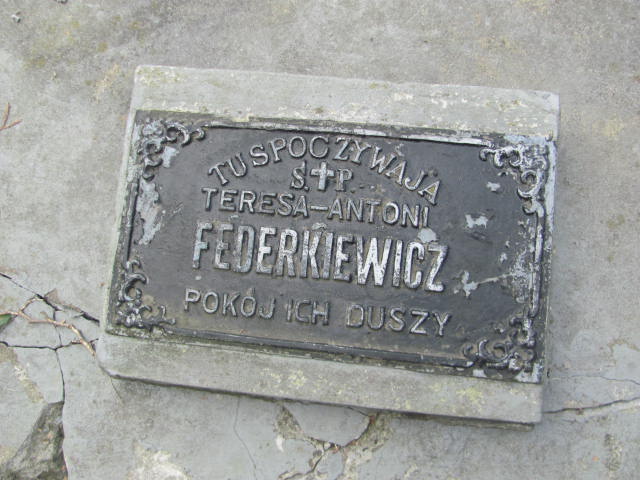 TU SPOCZYWAJĄ
Ś.✝P.
TERESA—ANTONI
FEDERKIEWICZ
POKÓJ ICH DUSZY